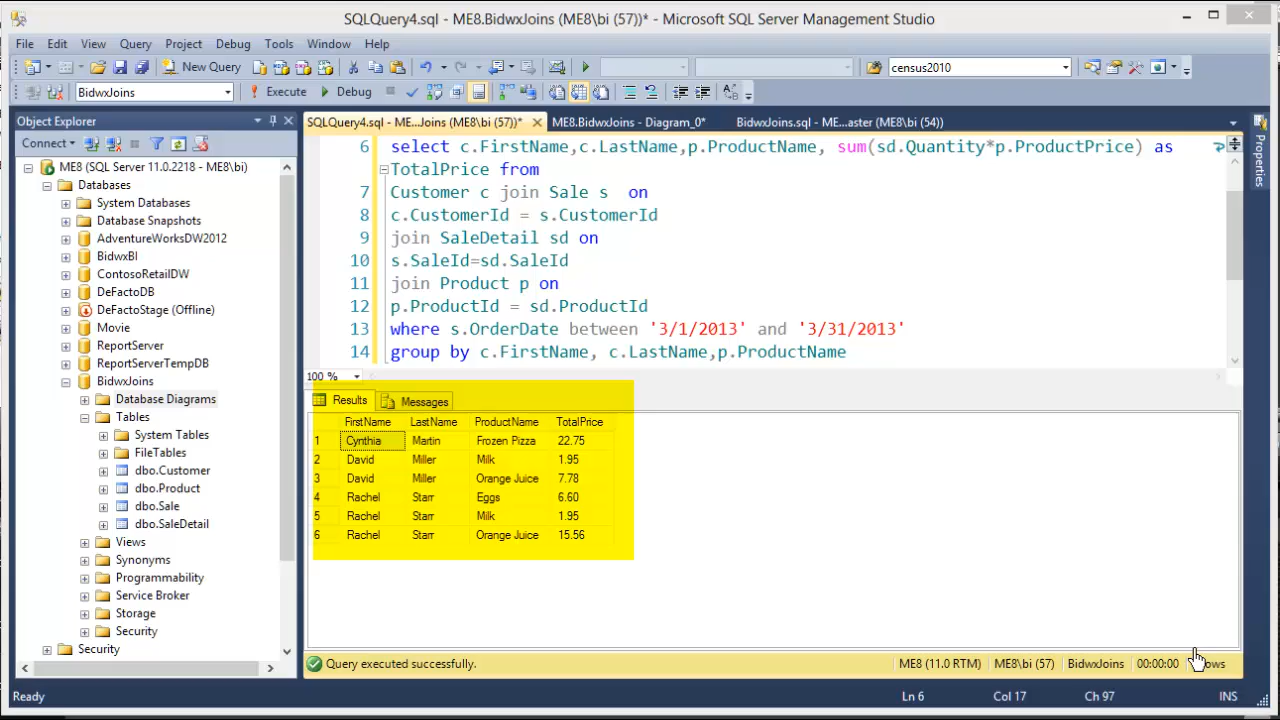 SQLQuery4.sql - ME8.BidwxJoins (ME8\bi (57))* - Microsoft SQL Server Management Studio
File Edit View Query Project Debug Tools Window Help
New Query census2010
BidwxJoins Execute Debug
Object Explorer
Connect
ME8 (SQL Server 11.0.2218 - ME8\bi)
Databases
System Databases
Database Snapshots
AdventureWorksDW2012
BidwxBI
ContosoRetailDW
DeFactoDB
DeFactoStage (Offline)
Movie
ReportServer
ReportServerTempDB
BidwxJoins
Database Diagrams
Tables
System Tables
FileTables
dbo.Customer
dbo.Product
dbo.Sale
dbo.SaleDetail
Views
Synonyms
Programmability
Service Broker
Storage
Security
Security
SQLQuery4.sql - ME...Joins (ME8\bi (57))* ME8.BidwxJoins - Diagram_0* BidwxJoins.sql - ME...aster (ME8\bi (54))
6 select c.FirstName,c.LastName,p.ProductName, sum(sd.Quantity*p.ProductPrice) as
TotalPrice from
7 Customer c join Sale s on
8 c.CustomerId = s.CustomerId
9 join SaleDetail sd on
10 s.SaleId=sd.SaleId
11 join Product p on
12 p.ProductId = sd.ProductId
13 where s.OrderDate between '3/1/2013' and '3/31/2013'
14 group by c.FirstName, c.LastName,p.ProductName
100 %
Results Messages
FirstName LastName ProductName TotalPrice
1 Cynthia Martin Frozen Pizza 22.75
2 David Miller Milk 1.95
3 David Miller Orange Juice 7.78
4 Rachel Starr Eggs 6.60
5 Rachel Starr Milk 1.95
6 Rachel Starr Orange Juice 15.56
Query executed successfully. ME8 (11.0 RTM) ME8\bi (57) BidwxJoins 00:00:00
Ready Ln 6 Col 17 Ch 97 INS
Properties